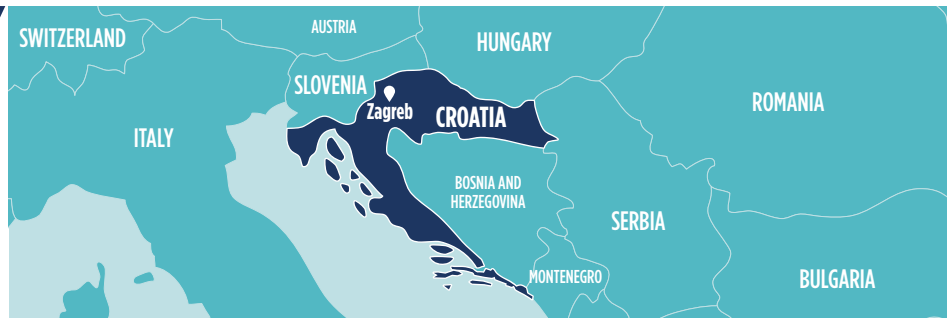 SWITZERLAND
AUSTRIA
HUNGARY
SLOVENIA
ROMANIA
Zagreb
CROATIA
ITALY
BOSNIA AND
HERZEGOVINA
SERBIA
MONTENEGRO
BULGARIA